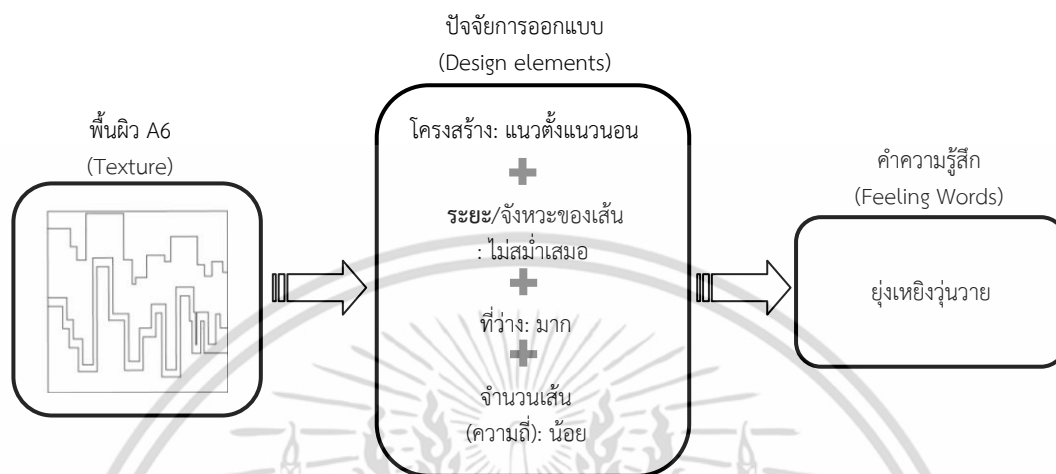 พื้นผิว A6
(Texture)
ปัจจัยการออกแบบ
(Design elements)
โครงสร้าง: แนวตั้งแนวนอน
ระยะ/จังหวะของเส้น
: ไม่สม่ำเสมอ
ที่ว่าง: มาก
จำนวนเส้น
(ความถี่): น้อย
คำความรู้สึก
(Feeling Words)
ยุ่งเหยิงวุ่นวาย